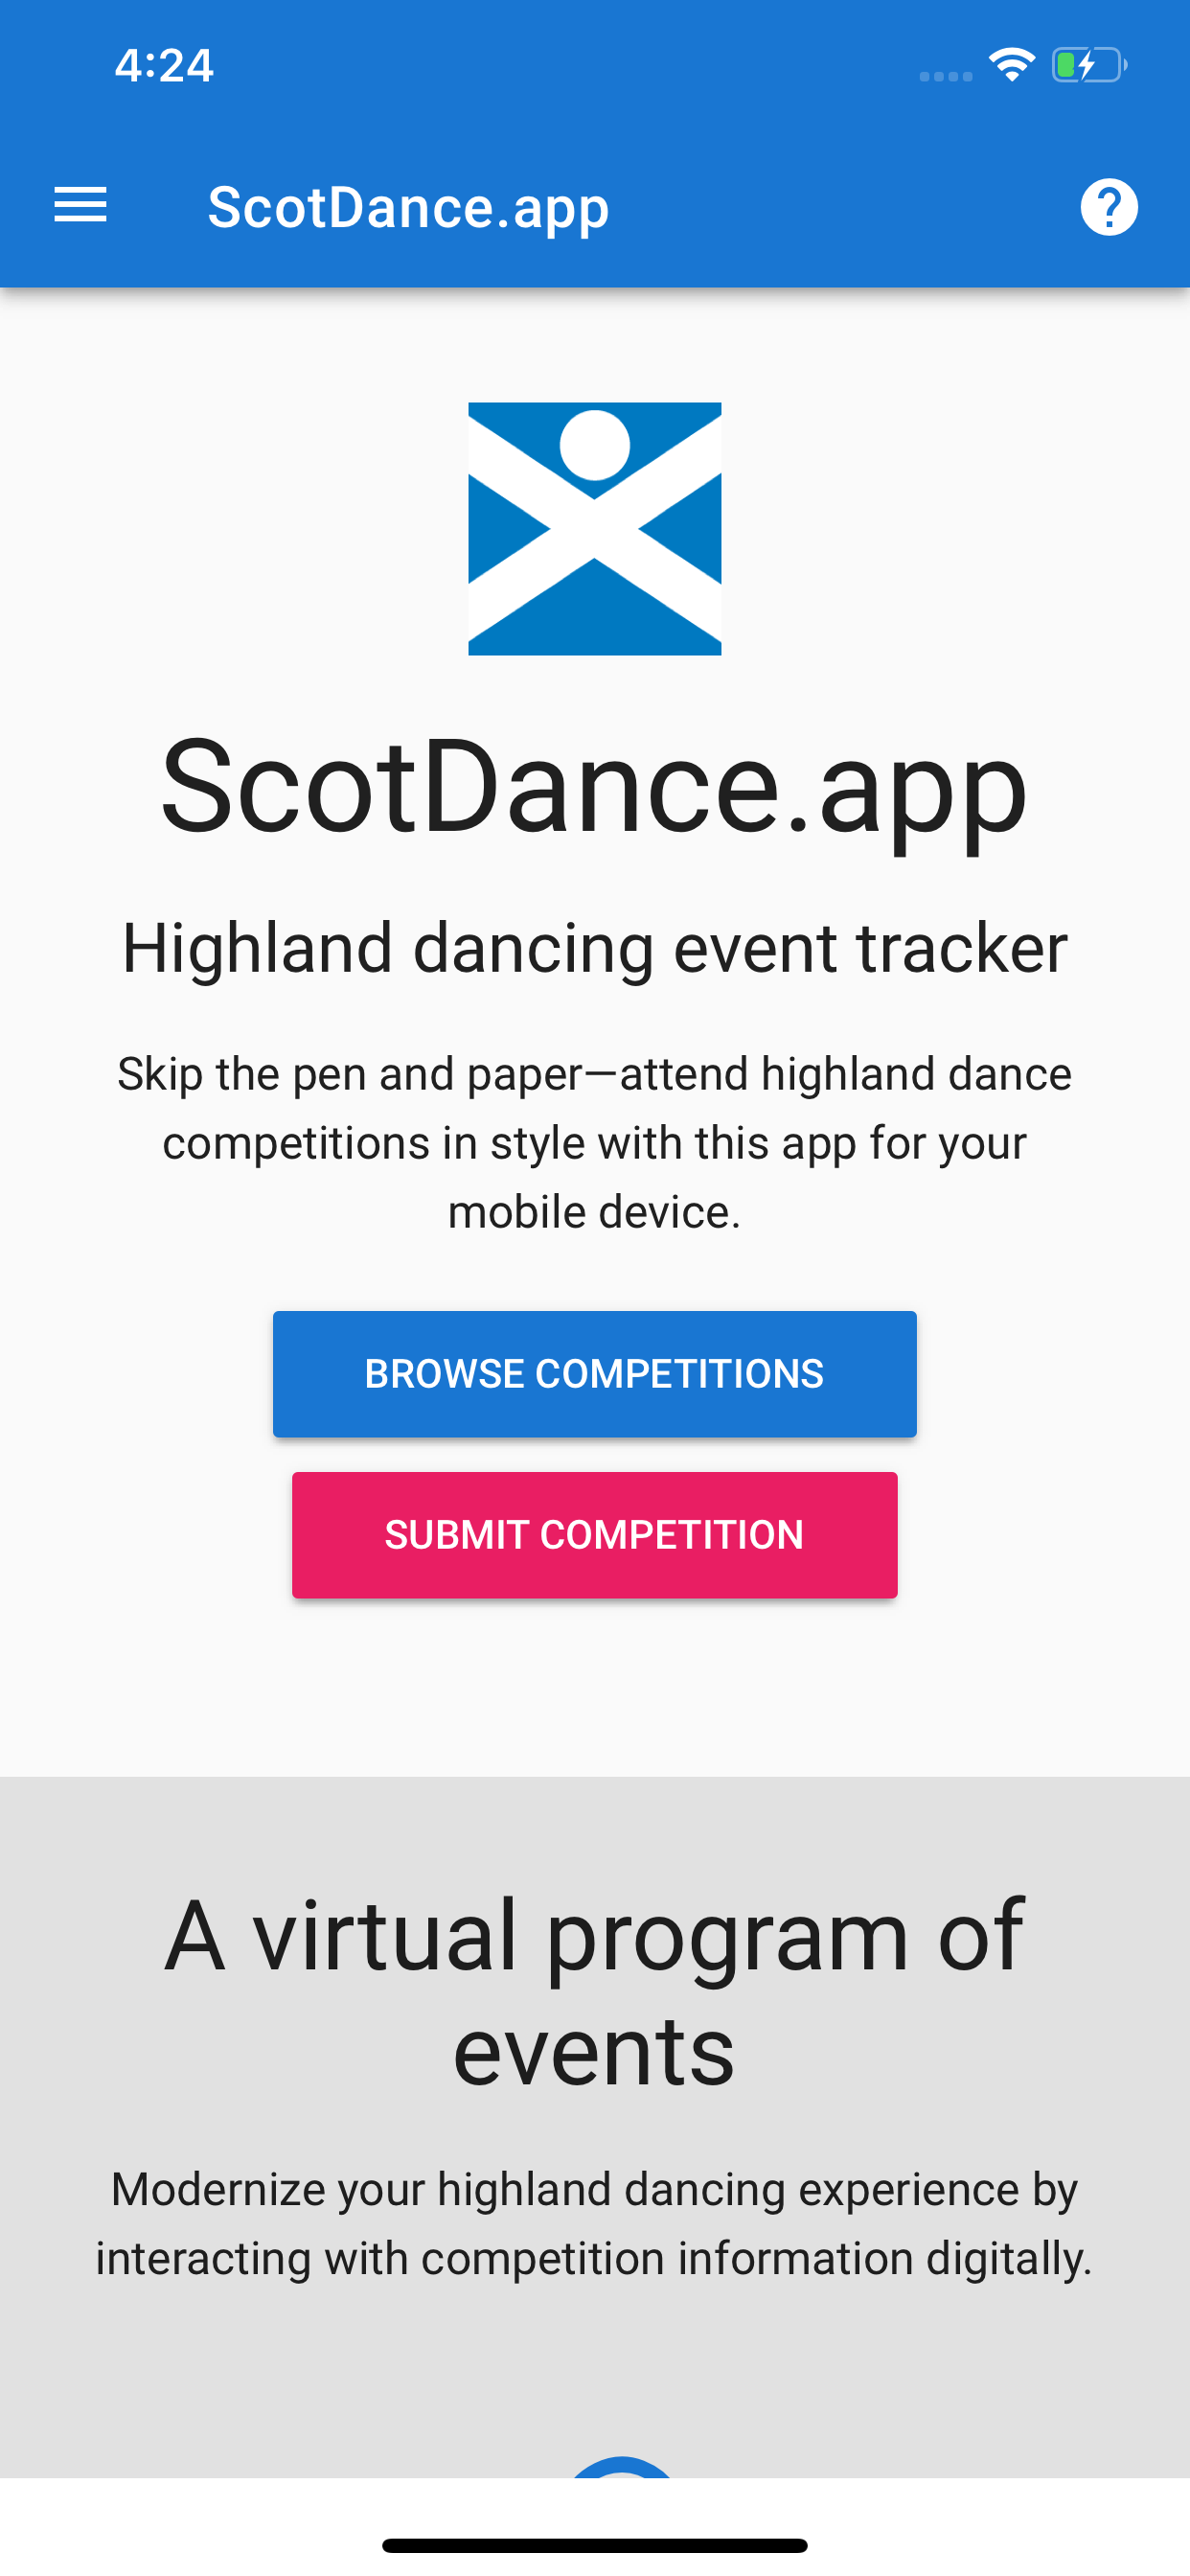 4:24
ScotDance.app
ScotDance.app
Highland dancing event tracker
Skip the pen and paper—attend highland dance
competitions in style with this app for your
mobile device.
BROWSE COMPETITIONS
SUBMIT COMPETITION
A virtual program of
events
Modernize your highland dancing experience by
interacting with competition information digitally.